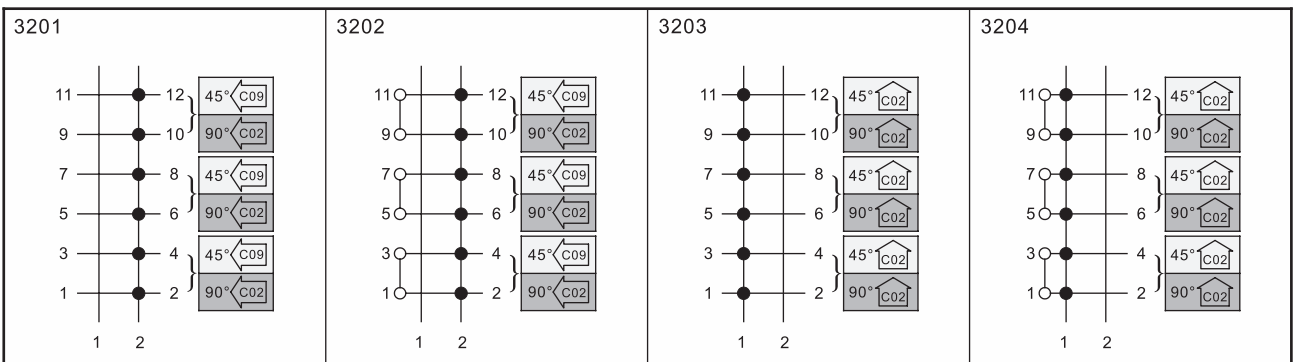 3201
11 12 45° C09
9 10 90° C02
7 8 45° C09
5 6 90° C02
3 4 45° C09
1 2 90° C02
1 2
3202
11 12 45° C09
9 10 90° C02
7 8 45° C09
5 6 90° C02
3 4 45° C09
1 2 90° C02
1 2
3203
11 12 45° C02
9 10 90° C02
7 8 45° C02
5 6 90° C02
3 4 45° C02
1 2 90° C02
1 2
3204
11 12 45° C02
9 10 90° C02
7 8 45° C02
5 6 90° C02
3 4 45° C02
1 2 90° C02
1 2